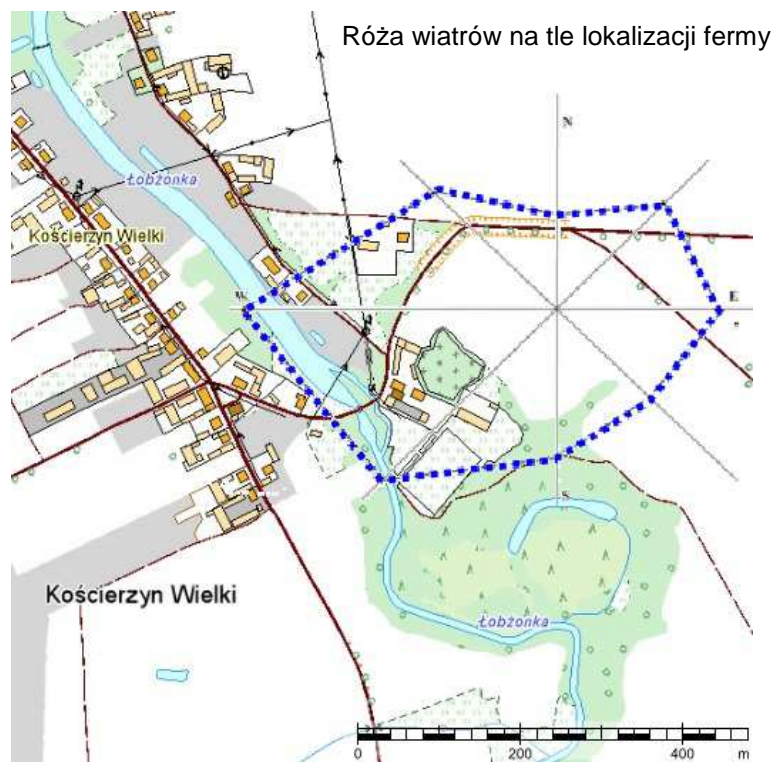 Róża wiatrów na tle lokalizacji fermy
N
Łobżonka
Kościerzyn Wielki
W
E
S
Kościerzyn Wielki
Łobżonka
0 200 400
m